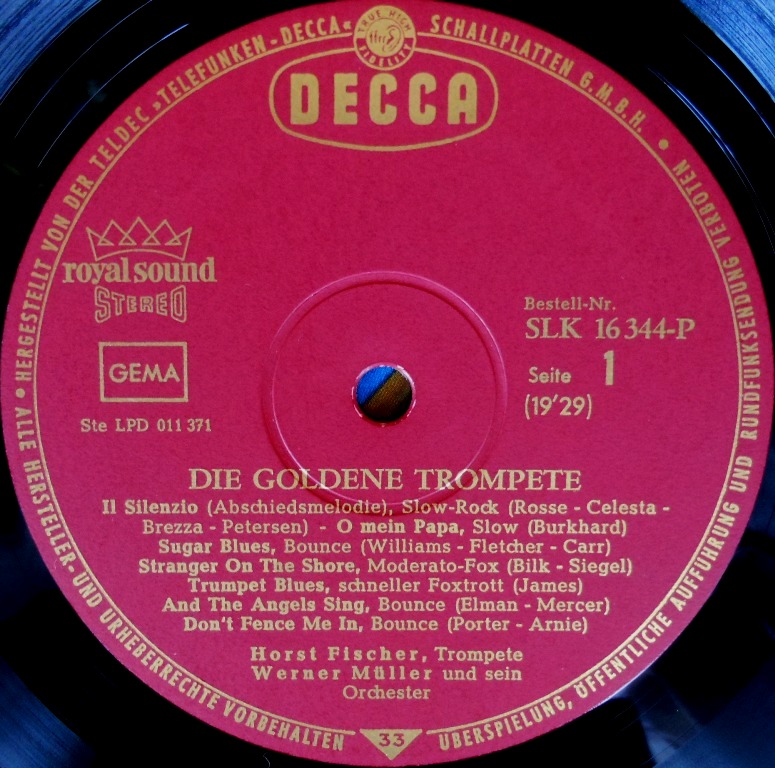 HERGESTELLT VON DER TELDEC »TELEFUNKEN-DECCA« SCHALLPLATTEN G.M.B.H. •
TRUE HIGH
ffrr
FIDELITY
DECCA
royal sound
STEREO
GEMA
Ste LPD 011 371
Bestell-Nr.
SLK 16 344-P
Seite 1
(19'29)
DIE GOLDENE TROMPETE
Il Silenzio (Abschiedsmelodie), Slow-Rock (Rosse - Celesta -
Brezza - Petersen) - O mein Papa, Slow (Burkhard)
Sugar Blues, Bounce (Williams - Fletcher - Carr)
Stranger On The Shore, Moderato-Fox (Bilk - Siegel)
Trumpet Blues, schneller Foxtrott (James)
And The Angels Sing, Bounce (Elman - Mercer)
Don't Fence Me In, Bounce (Porter - Arnie)
Horst Fischer, Trompete
Werner Müller und sein
Orchester
• ALLE HERSTELLER- UND URHEBERRECHTE VORBEHALTEN
33
ÜBERSPIELUNG, ÖFFENTLICHE AUFFÜHRUNG UND RUNDFUNKSENDUNG VERBOTEN